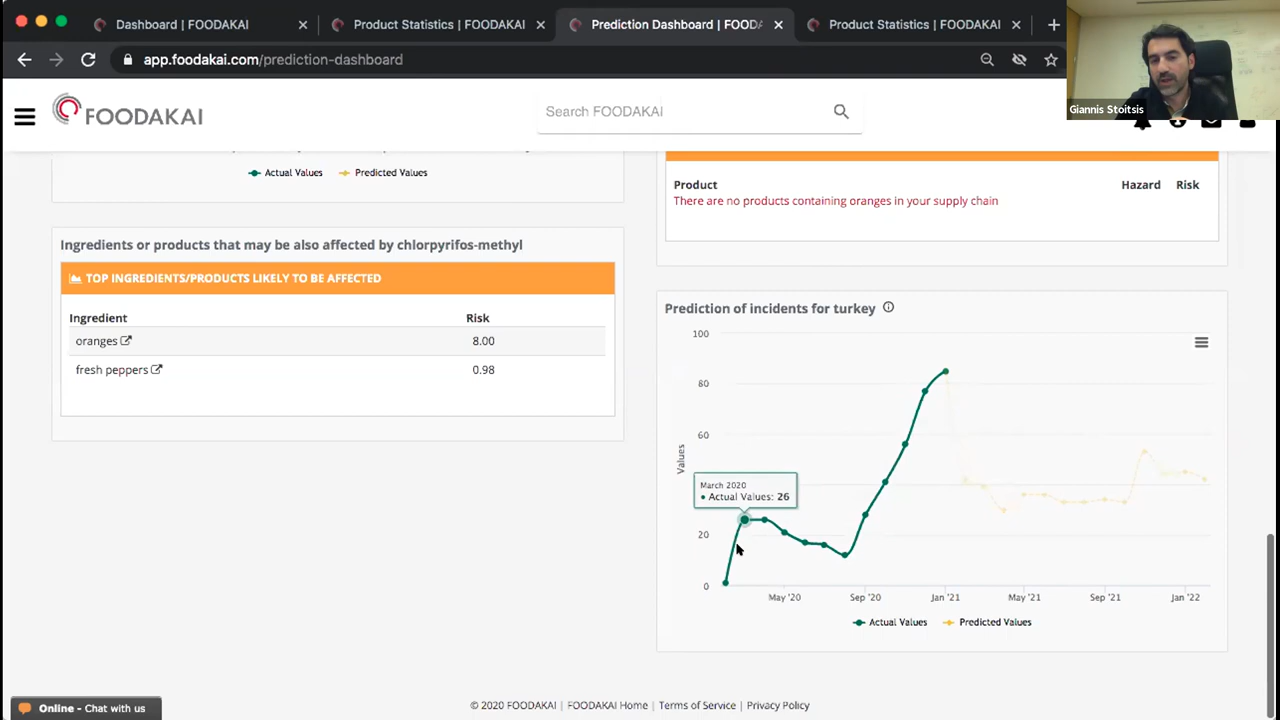 Dashboard | FOODAKAI
Product Statistics | FOODAKAI
Prediction Dashboard | FOOD
Product Statistics | FOODAKAI
app.foodakai.com/prediction-dashboard
Giannis Stoitsis
FOODAKAI
Search FOODAKAI
Actual Values
Predicted Values
Product Hazard Risk
There are no products containing oranges in your supply chain
Ingredients or products that may be also affected by chlorpyrifos-methyl
TOP INGREDIENTS/PRODUCTS LIKELY TO BE AFFECTED
Ingredient Risk
oranges 8.00
fresh peppers 0.98
Prediction of incidents for turkey
100
80
60
20
0
Values
March 2020
Actual Values: 26
May '20 Sep '20 Jan '21 May '21 Sep '21 Jan '22
Actual Values
Predicted Values
© 2020 FOODAKAI | FOODAKAI Home | Terms of Service | Privacy Policy
Online - Chat with us